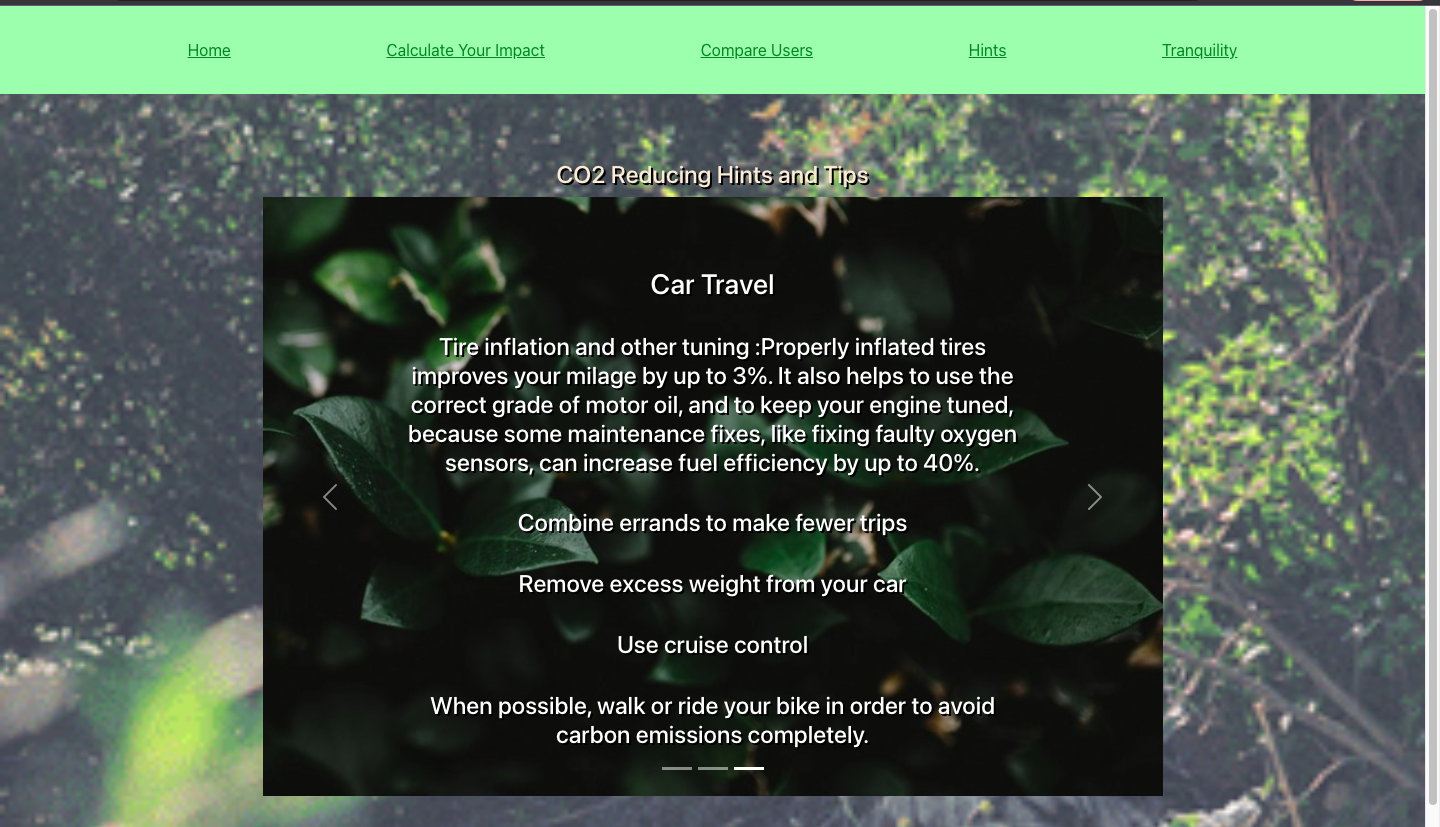 Home Calculate Your Impact Compare Users Hints Tranquility
CO2 Reducing Hints and Tips
Car Travel
Tire inflation and other tuning :Properly inflated tires
improves your milage by up to 3%. It also helps to use the
correct grade of motor oil, and to keep your engine tuned,
because some maintenance fixes, like fixing faulty oxygen
sensors, can increase fuel efficiency by up to 40%.
Combine errands to make fewer trips
Remove excess weight from your car
Use cruise control
When possible, walk or ride your bike in order to avoid
carbon emissions completely.